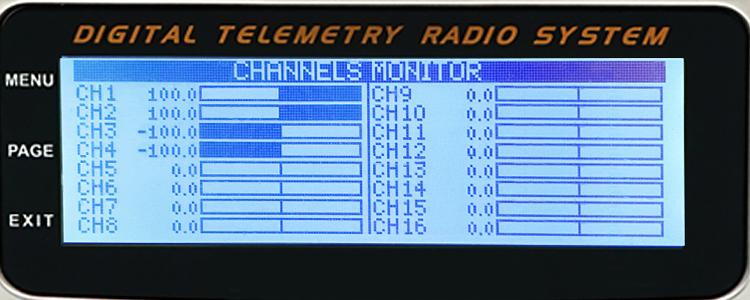 DIGITAL TELEMETRY RADIO SYSTEM
MENU
PAGE
EXIT
CHANNELS MONITOR
CH1 100.0
CH2 100.0
CH3 -100.0
CH4 -100.0
CH5 0.0
CH6 0.0
CH7 0.0
CH8 0.0
CH9 0.0
CH10 0.0
CH11 0.0
CH12 0.0
CH13 0.0
CH14 0.0
CH15 0.0
CH16 0.0